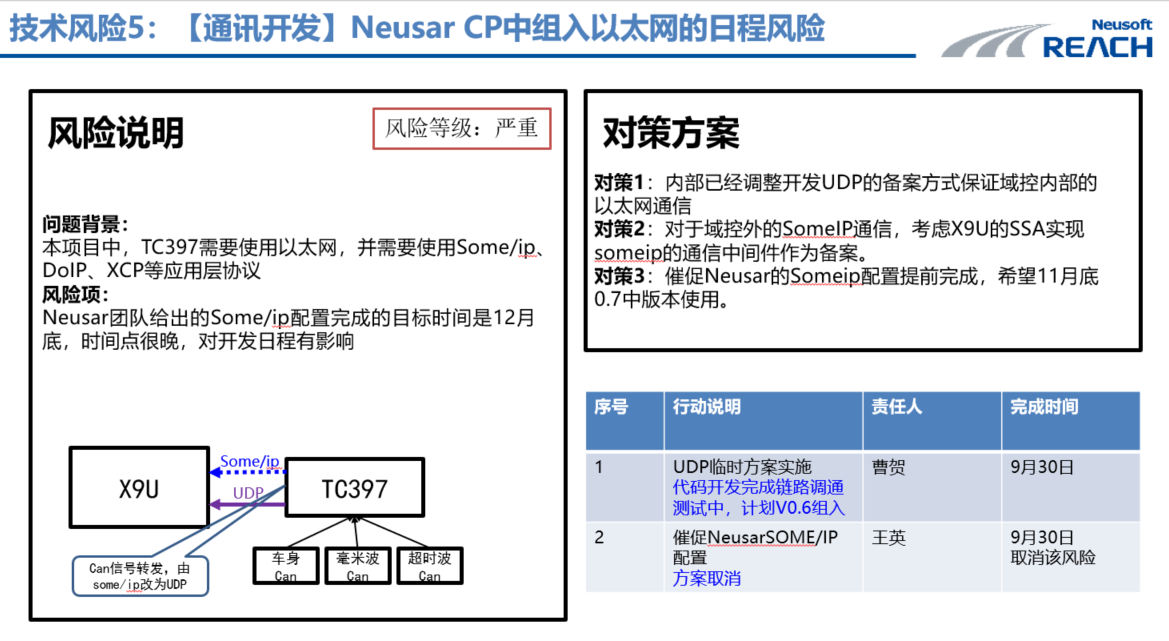 技术风险5：【通讯开发】Neusar CP中组入以太网的日程风险
Neusoft
REACH
风险说明
风险等级：严重
问题背景：
本项目中，TC397需要使用以太网，并需要使用Some/ip、
DoIP、XCP等应用层协议
风险项：
Neusar团队给出的Some/ip配置完成的目标时间是12月
底，时间点很晚，对开发日程有影响
X9U
Some/ip
UDP
TC397
Can信号转发，由
some/ip改为UDP
车身
Can
毫米波
Can
超时波
Can
对策方案
对策1：内部已经调整开发UDP的备案方式保证域控内部的
以太网通信
对策2：对于域控外的SomeIP通信，考虑X9U的SSA实现
someip的通信中间件作为备案。
对策3：催促Neusar的Someip配置提前完成，希望11月底
0.7中版本使用。
序号 行动说明 责任人 完成时间
1 UDP临时方案实施 曹贺 9月30日
代码开发完成链路调通
测试中，计划V0.6组入
2 催促NeusarSOME/IP 王英 9月30日
配置 取消该风险
方案取消